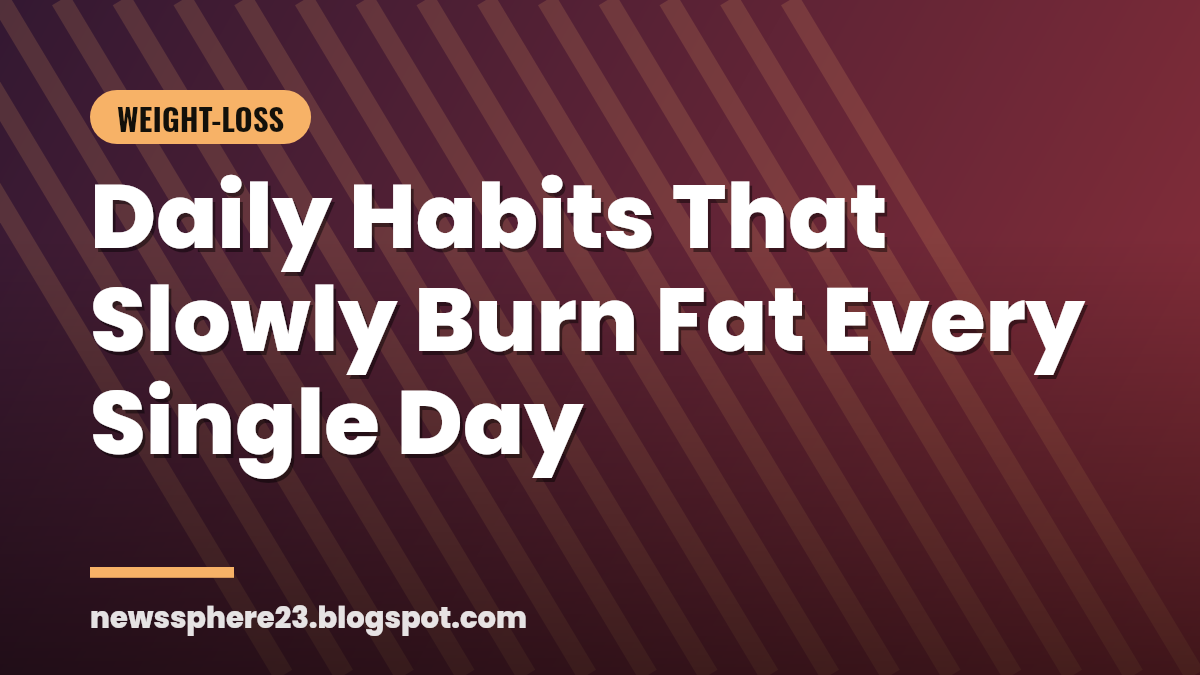 WEIGHT-LOSS
Daily Habits That
Slowly Burn Fat Every
Single Day
newssphere23.blogspot.com